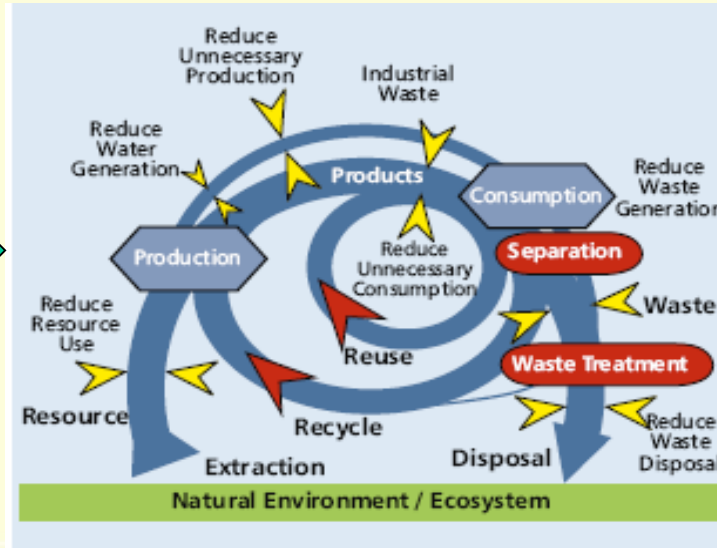 Reduce
Unnecessary
Production
Industrial
Waste
Reduce
Water
Generation
Products
Consumption
Reduce
Waste
Generation
Production
Reduce
Unnecessary
Consumption
Separation
Reduce
Resource
Use
Waste
Reuse
Waste Treatment
Resource
Recycle
Reduce
Waste
Disposal
Extraction
Disposal
Natural Environment / Ecosystem